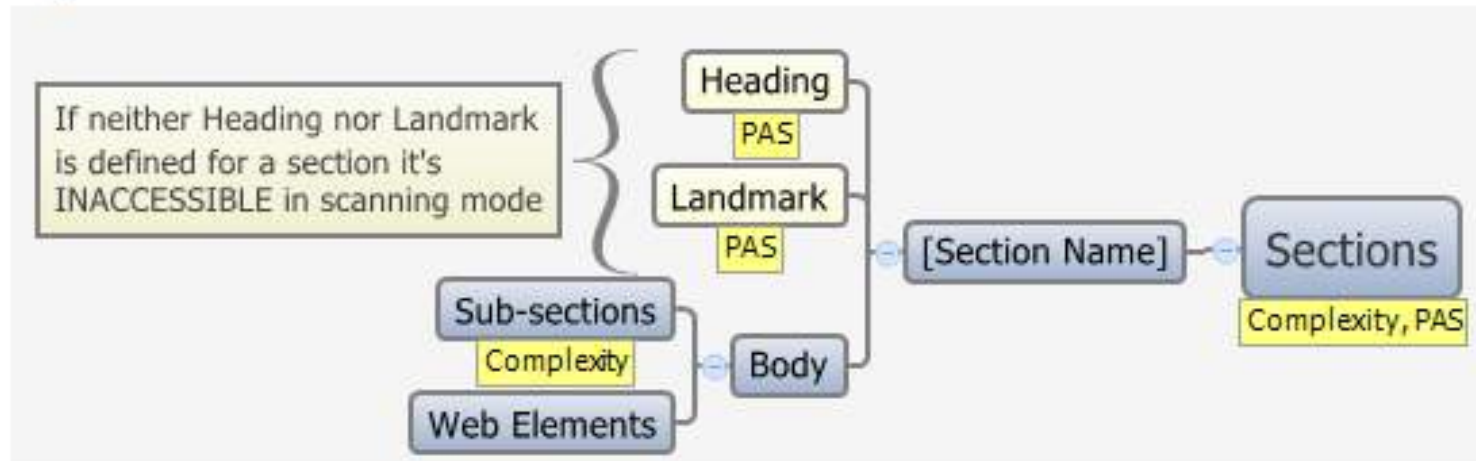 Heading
PAS
If neither Heading nor Landmark
is defined for a section it's
INACCESSIBLE in scanning mode
Landmark
PAS
[Section Name]
Sections
Complexity, PAS
Sub-sections
Complexity
Body
Web Elements